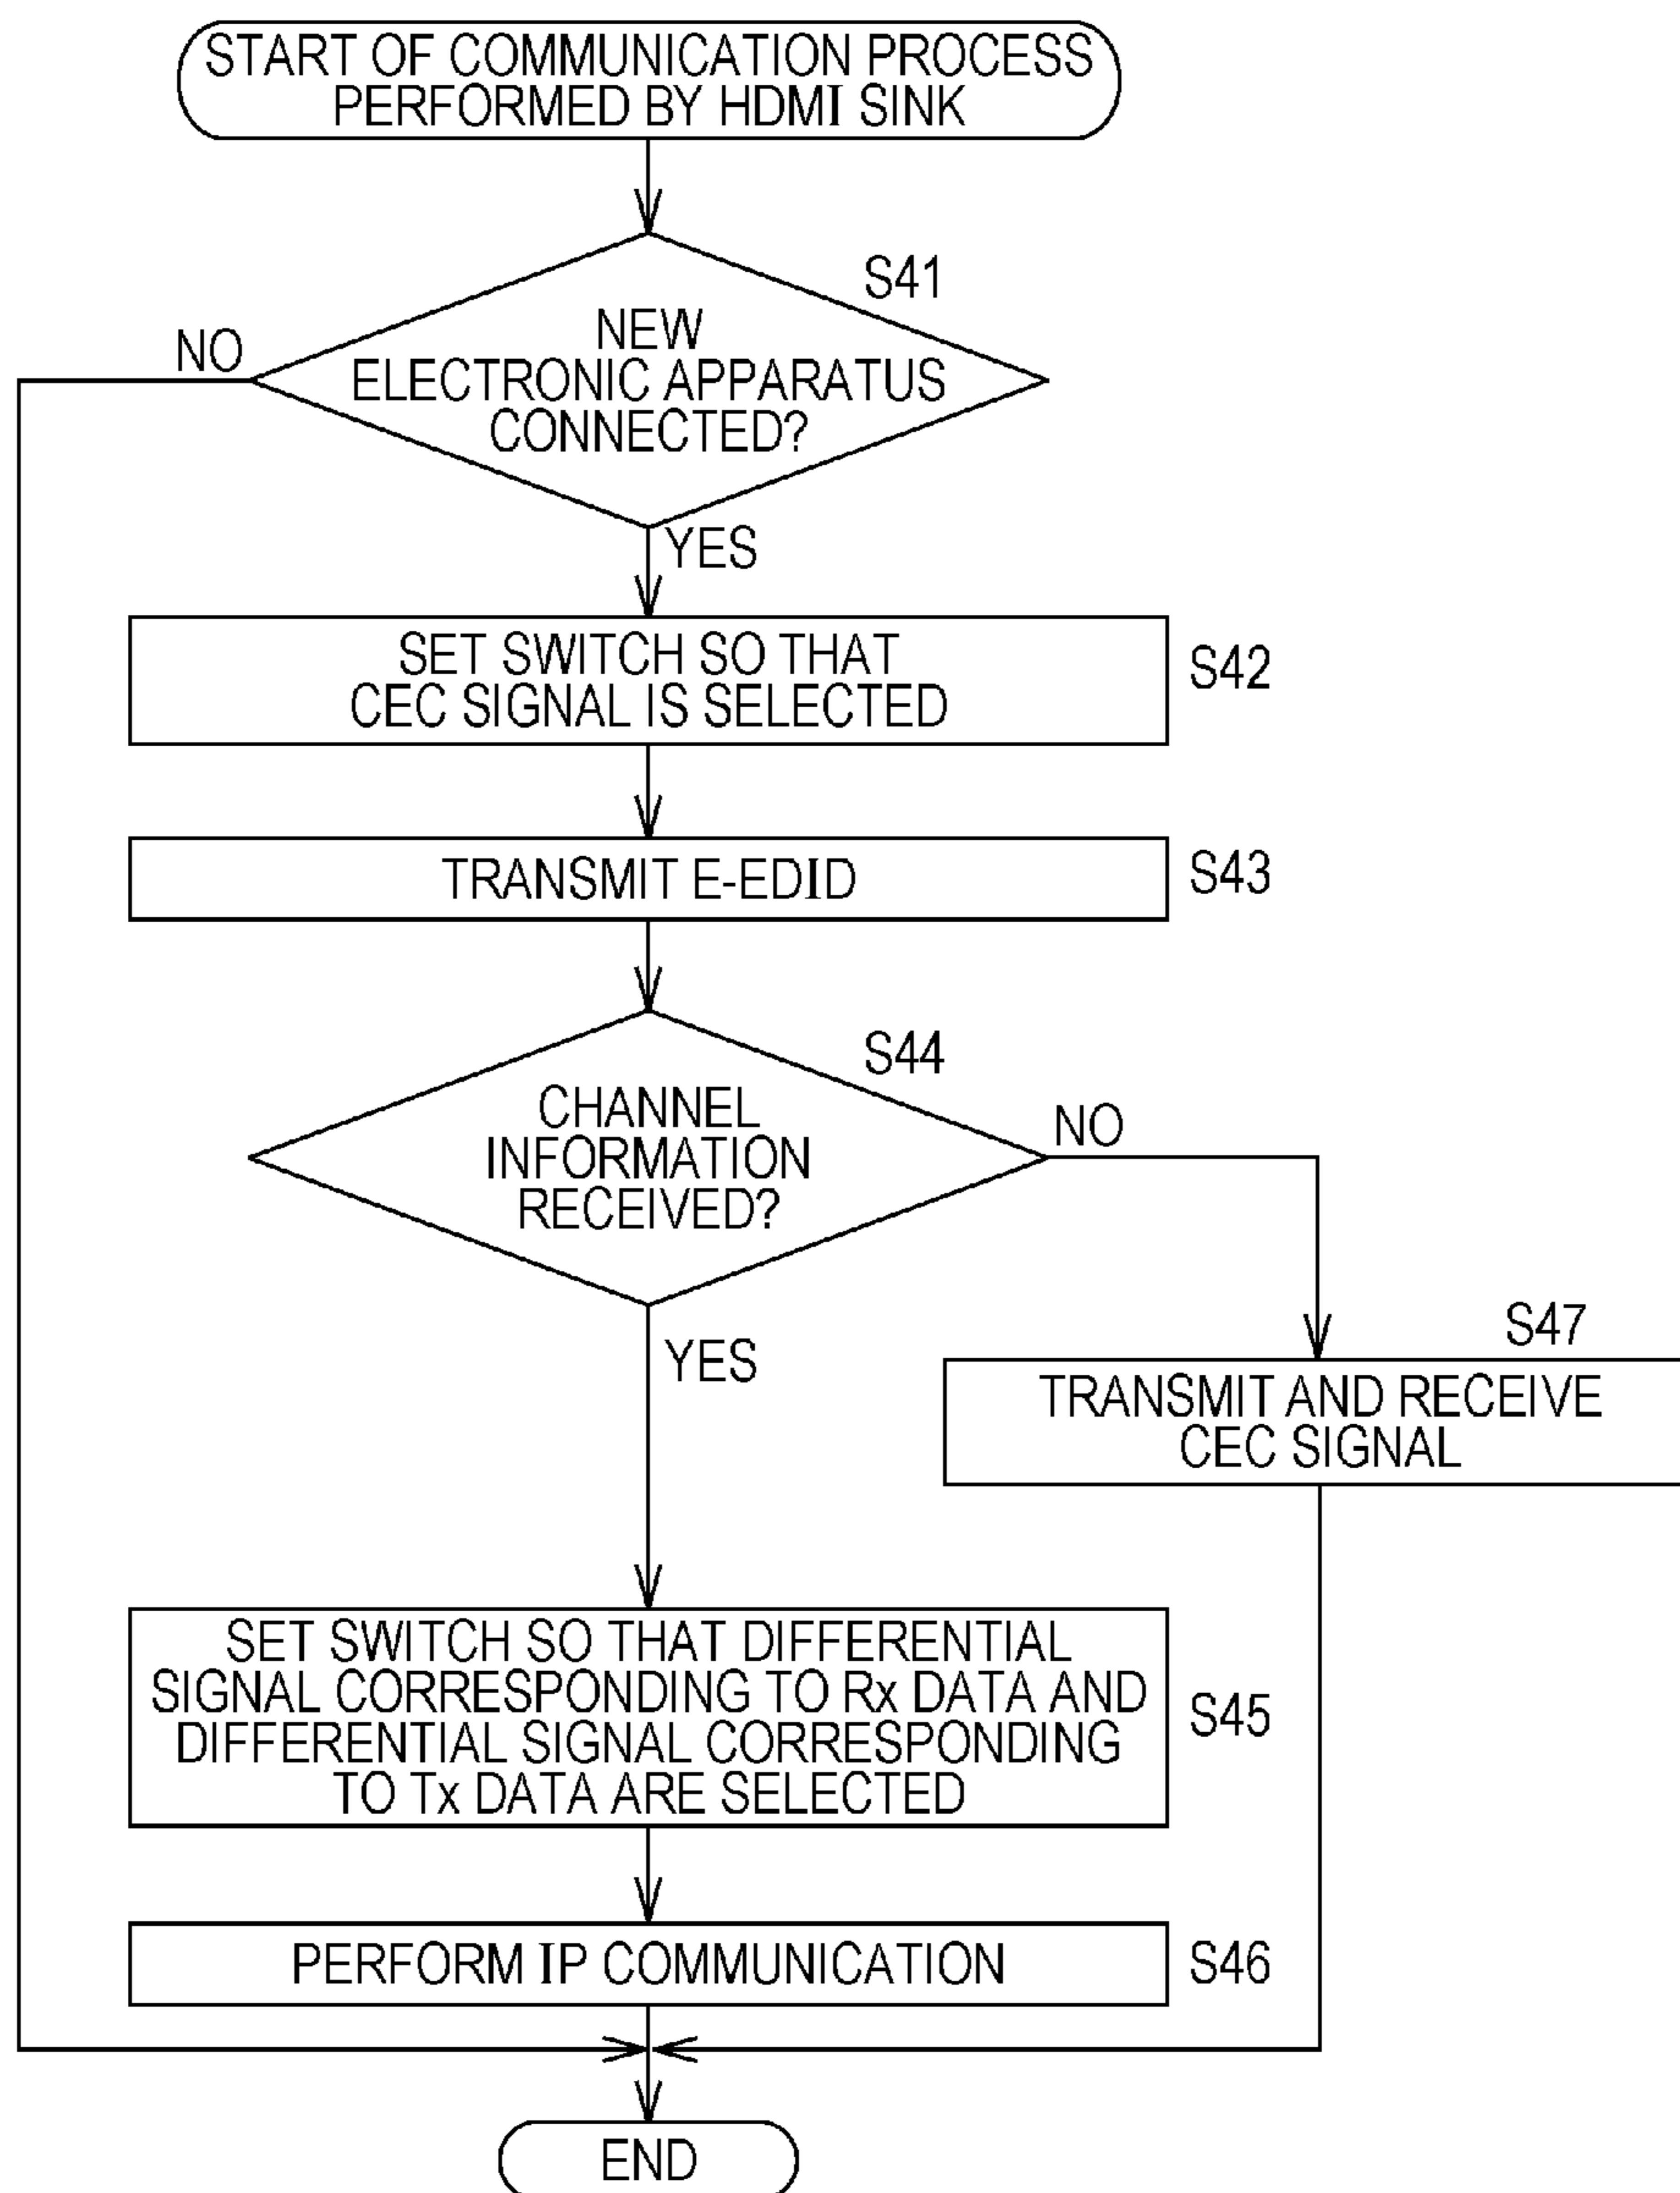 START OF COMMUNICATION PROCESS
PERFORMED BY HDMI SINK
S41
NO
NEW
ELECTRONIC APPARATUS
CONNECTED?
YES
SET SWITCH SO THAT
CEC SIGNAL IS SELECTED
S42
TRANSMIT E-EDID
S43
S44
CHANNEL
INFORMATION
RECEIVED?
NO
YES
S47
TRANSMIT AND RECEIVE
CEC SIGNAL
SET SWITCH SO THAT DIFFERENTIAL
SIGNAL CORRESPONDING TO Rx DATA AND
DIFFERENTIAL SIGNAL CORRESPONDING
TO Tx DATA ARE SELECTED
S45
PERFORM IP COMMUNICATION
S46
END